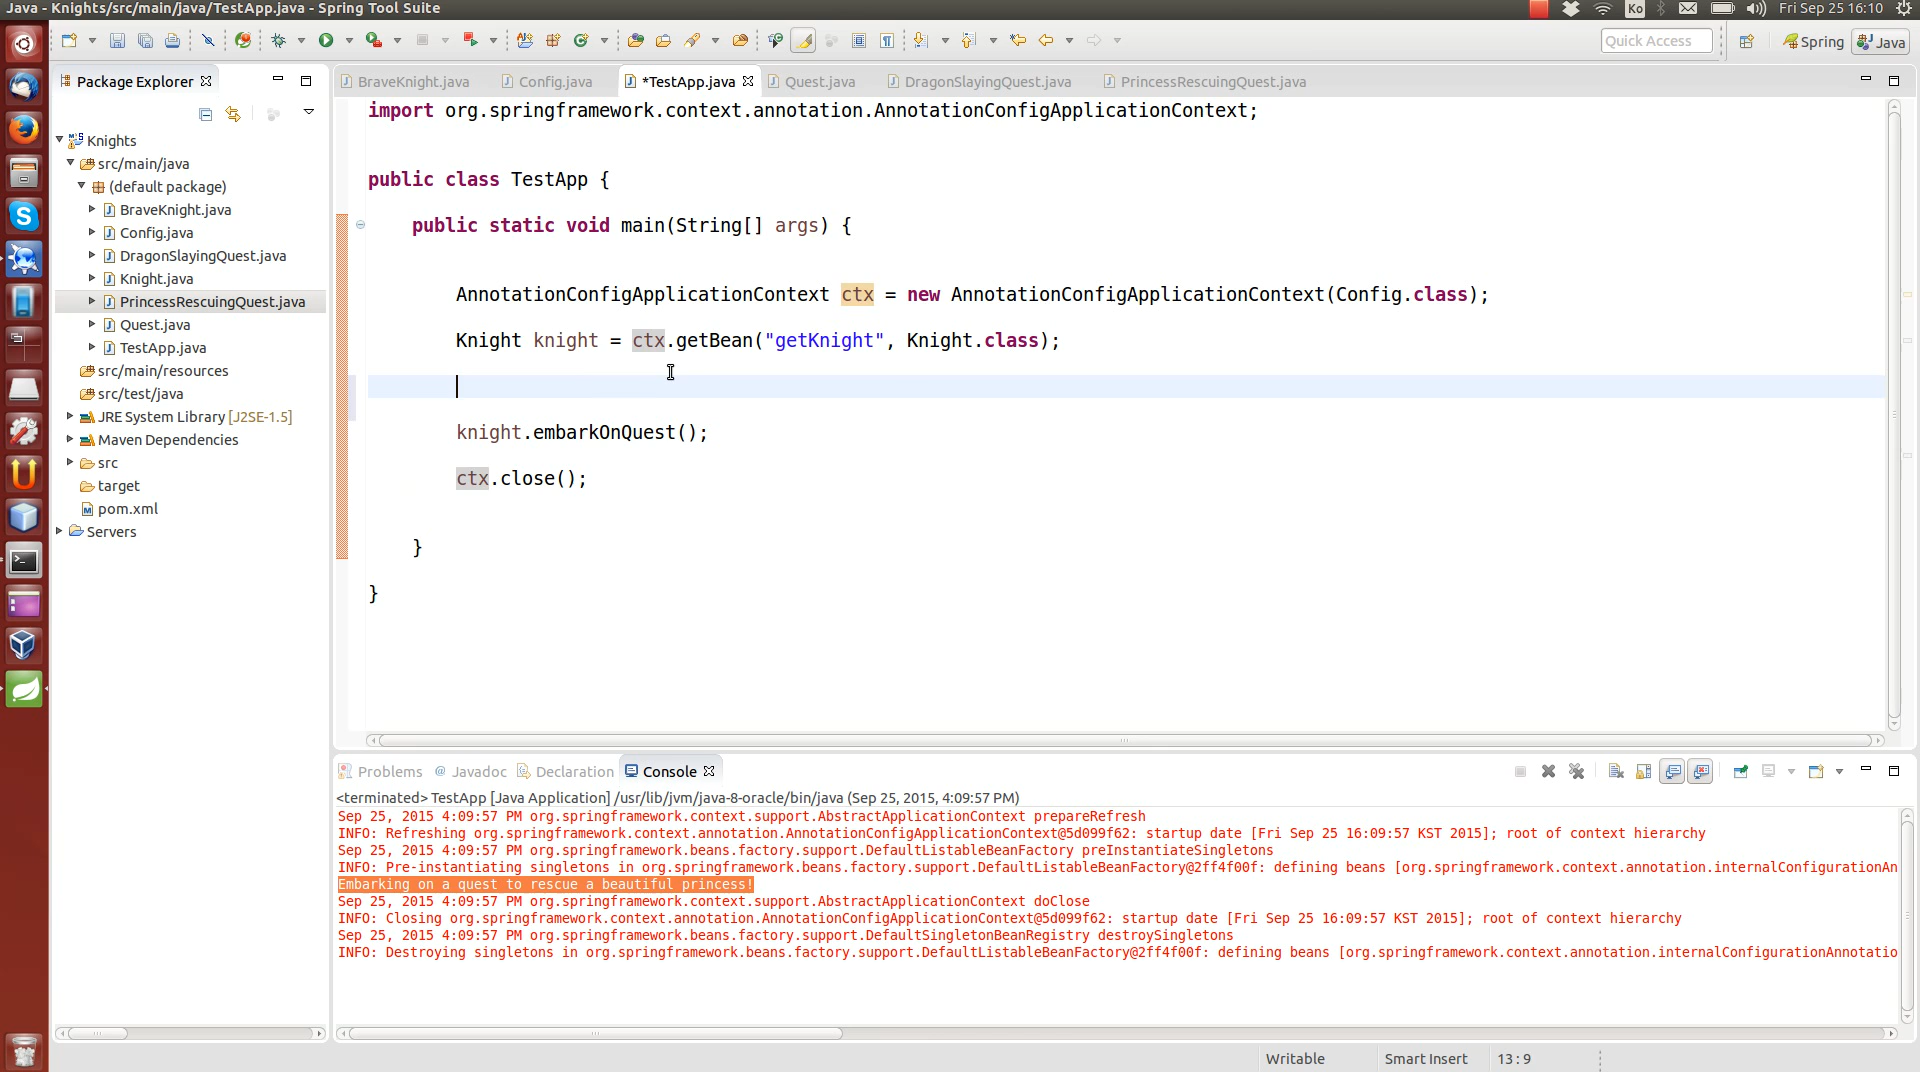 Java - Knights/src/main/java/TestApp.java - Spring Tool Suite
Ko
Fri Sep 25 16:10
Quick Access
Spring
Java
Package Explorer
BraveKnight.java
Config.java
*TestApp.java
Quest.java
DragonSlayingQuest.java
PrincessRescuingQuest.java
Knights
src/main/java
(default package)
BraveKnight.java
Config.java
DragonSlayingQuest.java
Knight.java
PrincessRescuingQuest.java
Quest.java
TestApp.java
src/main/resources
src/test/java
JRE System Library [J2SE-1.5]
Maven Dependencies
src
target
pom.xml
Servers
import org.springframework.context.annotation.AnnotationConfigApplicationContext;
public class TestApp {
public static void main(String[] args) {
AnnotationConfigApplicationContext ctx = new AnnotationConfigApplicationContext(Config.class);
Knight knight = ctx.getBean("getKnight", Knight.class);
knight.embarkOnQuest();
ctx.close();
}
}
Problems
@ Javadoc
Declaration
Console
<terminated> TestApp [Java Application] /usr/lib/jvm/java-8-oracle/bin/java (Sep 25, 2015, 4:09:57 PM)
Sep 25, 2015 4:09:57 PM org.springframework.context.support.AbstractApplicationContext prepareRefresh
INFO: Refreshing org.springframework.context.annotation.AnnotationConfigApplicationContext@5d099f62: startup date [Fri Sep 25 16:09:57 KST 2015]; root of context hierarchy
Sep 25, 2015 4:09:57 PM org.springframework.beans.factory.support.DefaultListableBeanFactory preInstantiateSingletons
INFO: Pre-instantiating singletons in org.springframework.beans.factory.support.DefaultListableBeanFactory@2ff4f00f: defining beans [org.springframework.context.annotation.internalConfigurationAn
Embarking on a quest to rescue a beautiful princess!
Sep 25, 2015 4:09:57 PM org.springframework.context.support.AbstractApplicationContext doClose
INFO: Closing org.springframework.context.annotation.AnnotationConfigApplicationContext@5d099f62: startup date [Fri Sep 25 16:09:57 KST 2015]; root of context hierarchy
Sep 25, 2015 4:09:57 PM org.springframework.beans.factory.support.DefaultSingletonBeanRegistry destroySingletons
INFO: Destroying singletons in org.springframework.beans.factory.support.DefaultListableBeanFactory@2ff4f00f: defining beans [org.springframework.context.annotation.internalConfigurationAnnotatio
Writable
Smart Insert
13 : 9